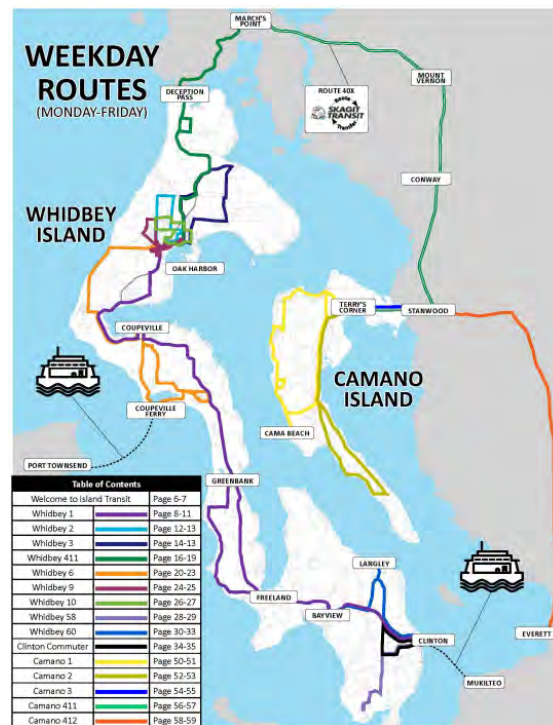 WEEKDAY
ROUTES
(MONDAY-FRIDAY)
MARCH'S
POINT
DECEPTION
PASS
ROUTE 40X
SKAGIT
TRANSIT
MOUNT
VERNON
CONWAY
WHIDBEY
ISLAND
OAK HARBOR
TERRY'S
CORNER
STANWOOD
COUPEVILLE
CAMANO
ISLAND
COUPEVILLE
FERRY
CAMA BEACH
PORT TOWNSEND
GREENBANK
LANGLEY
FREELAND
BAYVIEW
CLINTON
EVERETT
MUKILTEO
Table of Contents
Welcome to Island Transit Page 6-7
Whidbey 1 Page 8-11
Whidbey 2 Page 12-13
Whidbey 3 Page 14-13
Whidbey 411 Page 16-19
Whidbey 6 Page 20-23
Whidbey 9 Page 24-25
Whidbey 10 Page 26-27
Whidbey 58 Page 28-29
Whidbey 60 Page 30-33
Clinton Commuter Page 34-35
Camano 1 Page 50-51
Camano 2 Page 52-53
Camano 3 Page 54-55
Camano 411 Page 56-57
Camano 412 Page 58-59